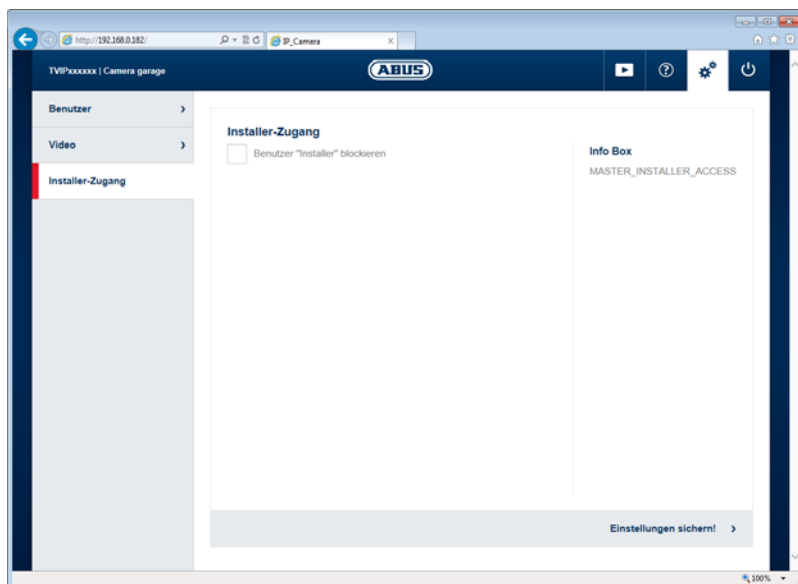 http://192.168.0.182/
IP_Camera
X
TVIPxxxxxx | Camera garage
ABUS
Benutzer
Video
Installer-Zugang
Installer-Zugang
Benutzer "Installer" blockieren
Info Box
MASTER_INSTALLER_ACCESS
Einstellungen sichern!
100%